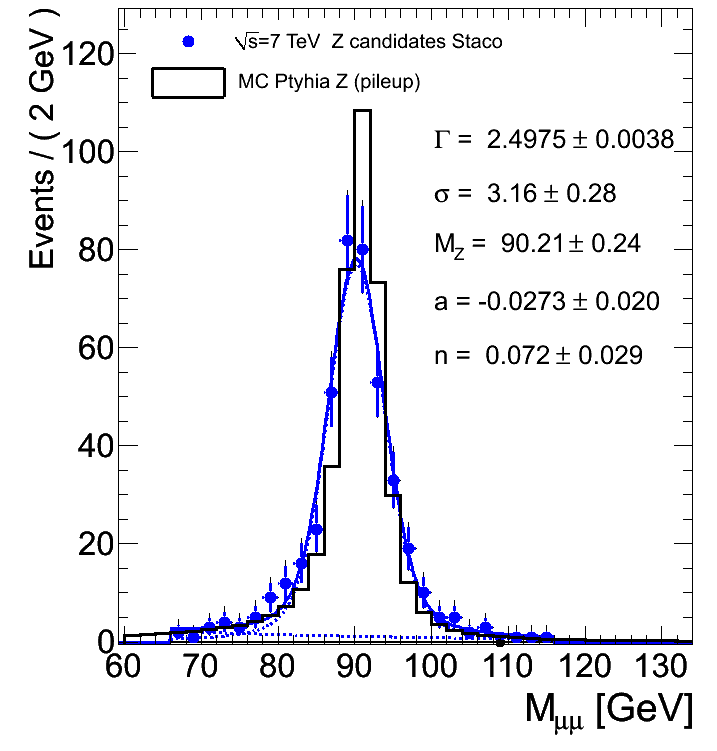 √s=7 TeV Z candidates Staco
MC Ptyhia Z (pileup)
Γ = 2.4975 ± 0.0038
σ = 3.16 ± 0.28
M_Z = 90.21 ± 0.24
a = -0.0273 ± 0.020
n = 0.072 ± 0.029
Events / ( 2 GeV )
120
100
80
60
40
20
0
60 70 80 90 100 110 120 130
M_μμ [GeV]